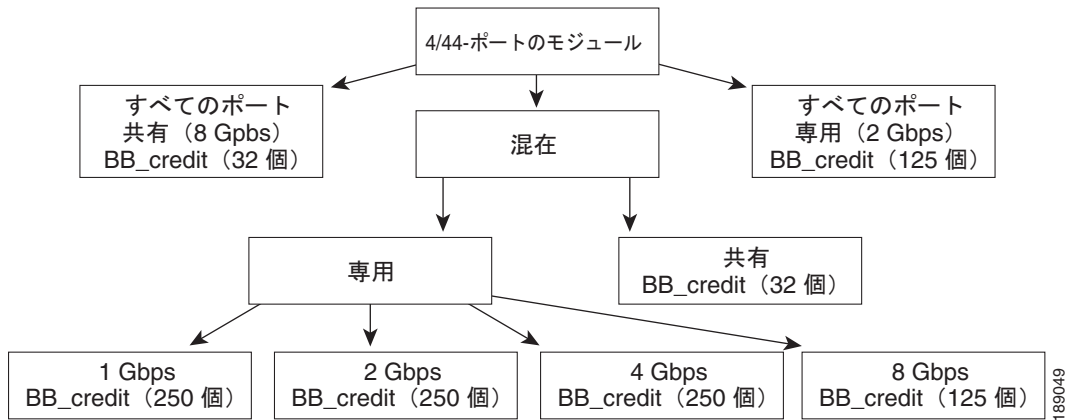 4/44-ポートのモジュール
すべてのポート
共有（8 Gpbs）
BB_credit（32 個）
混在
すべてのポート
専用（2 Gbps）
BB_credit（125 個）
専用
共有
BB_credit（32 個）
1 Gbps
BB_credit（250 個）
2 Gbps
BB_credit（250 個）
4 Gbps
BB_credit（250 個）
8 Gbps
BB_credit（125 個）
189049